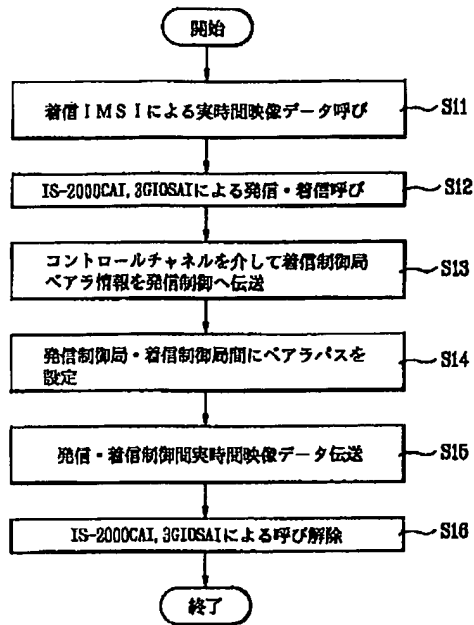 開始
着信IMSIによる実時間映像データ呼び
S11
IS-2000CAI,3GIOSAIによる発信・着信呼び
S12
コントロールチャネルを介して着信制御局
ベアラ情報を発信制御へ伝送
S13
発信制御局・着信制御局間にベアラパスを
設定
S14
発信・着信制御間実時間映像データ伝送
S15
IS-2000CAI,3GIOSAIによる呼び解除
S16
終了